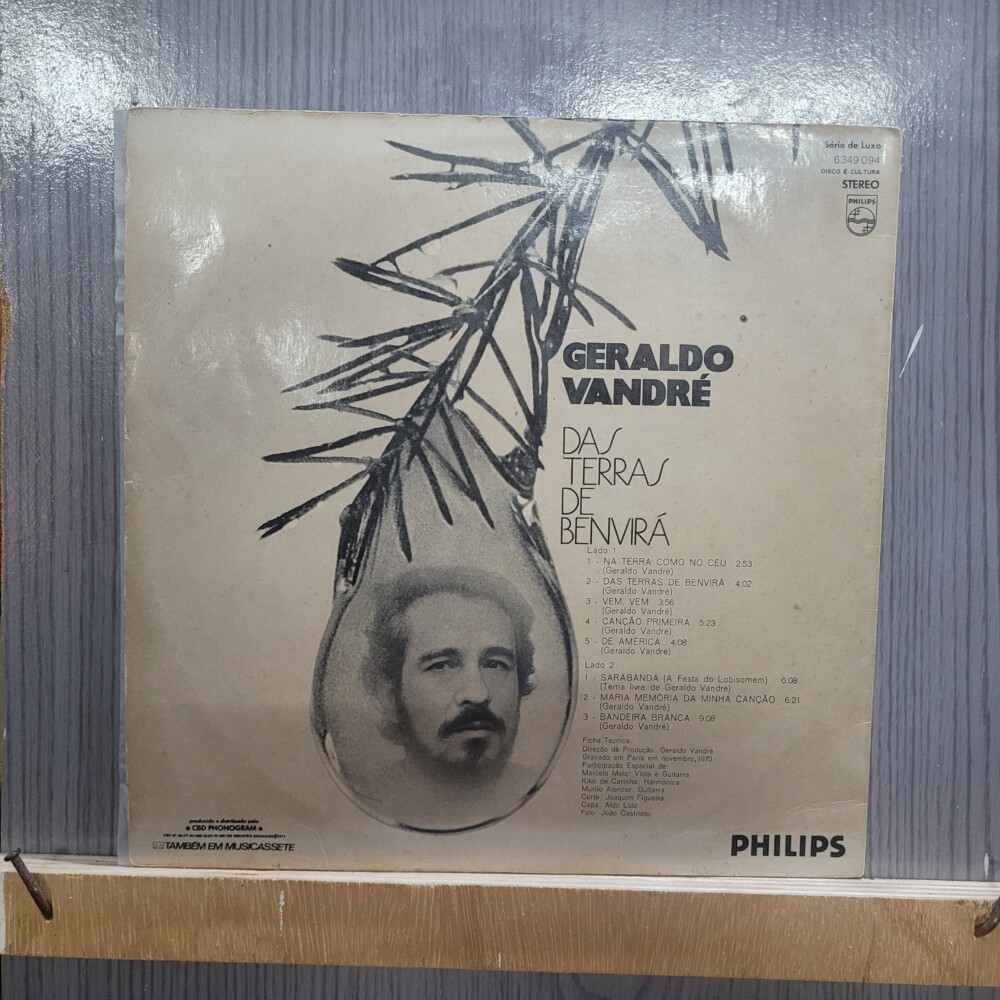 Série de Luxo
6349 094
DISCO É CULTURA
STEREO
PHILIPS
GERALDO
VANDRÉ
DAS
TERRAS
DE
BENVIRÁ
Lado 1
1 - NA TERRA COMO NO CÉU 2:53
(Geraldo Vandré)
2 - DAS TERRAS DE BENVIRÁ 4:02
(Geraldo Vandré)
3 - VEM, VEM 3:56
(Geraldo Vandré)
4 - CANÇÃO PRIMEIRA 5:23
(Geraldo Vandré)
5 - DE AMÉRICA 4:08
(Geraldo Vandré)
Lado 2
1 - SARABANDA (A Festa do Lobisomem) 6:08
(Tema livre de Geraldo Vandré)
2 - MARIA MEMÓRIA DA MINHA CANÇÃO 6:21
(Geraldo Vandré)
3 - BANDEIRA BRANCA 9:08
(Geraldo Vandré)
Ficha Técnica:
Direção de Produção: Geraldo Vandré
Gravado em Paris em novembro, 1970
Participação Especial de:
Marcelo Melo: Viola e Guitarra
Kiko de Carinho: Harmônica
Murilo Alencar: Guitarra
Corte: Joaquim Figueira
Capa: Aldo Luiz
Foto: João Castrioto
produzido e distribuído pela
CBD PHONOGRAM
TAMBÉM EM MUSICASSETE
PHILIPS